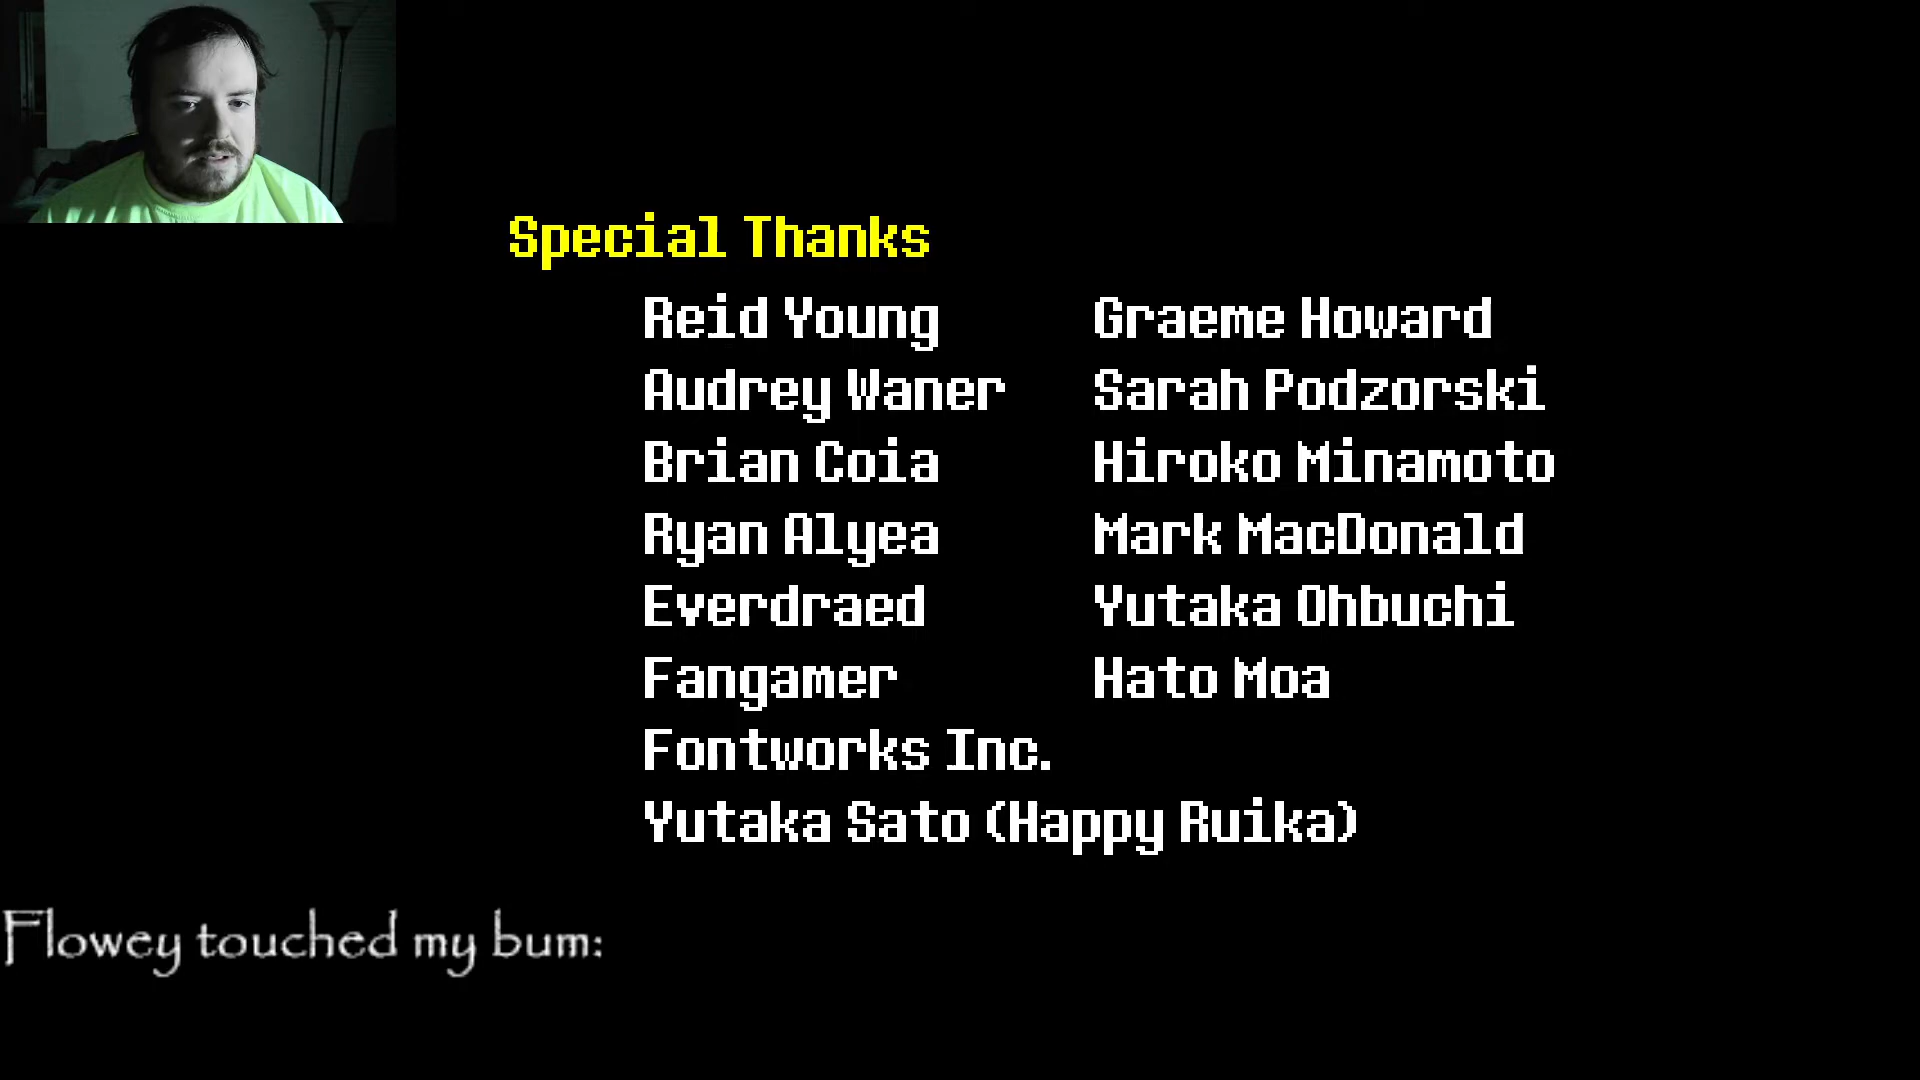 Special Thanks
Reid Young
Audrey Waner
Brian Coia
Ryan Alyea
Everdraed
Fangamer
Fontworks Inc.
Yutaka Sato (Happy Ruika)
Graeme Howard
Sarah Podzorski
Hiroko Minamoto
Mark MacDonald
Yutaka Ohbuchi
Hato Moa
Flowey touched my bum: